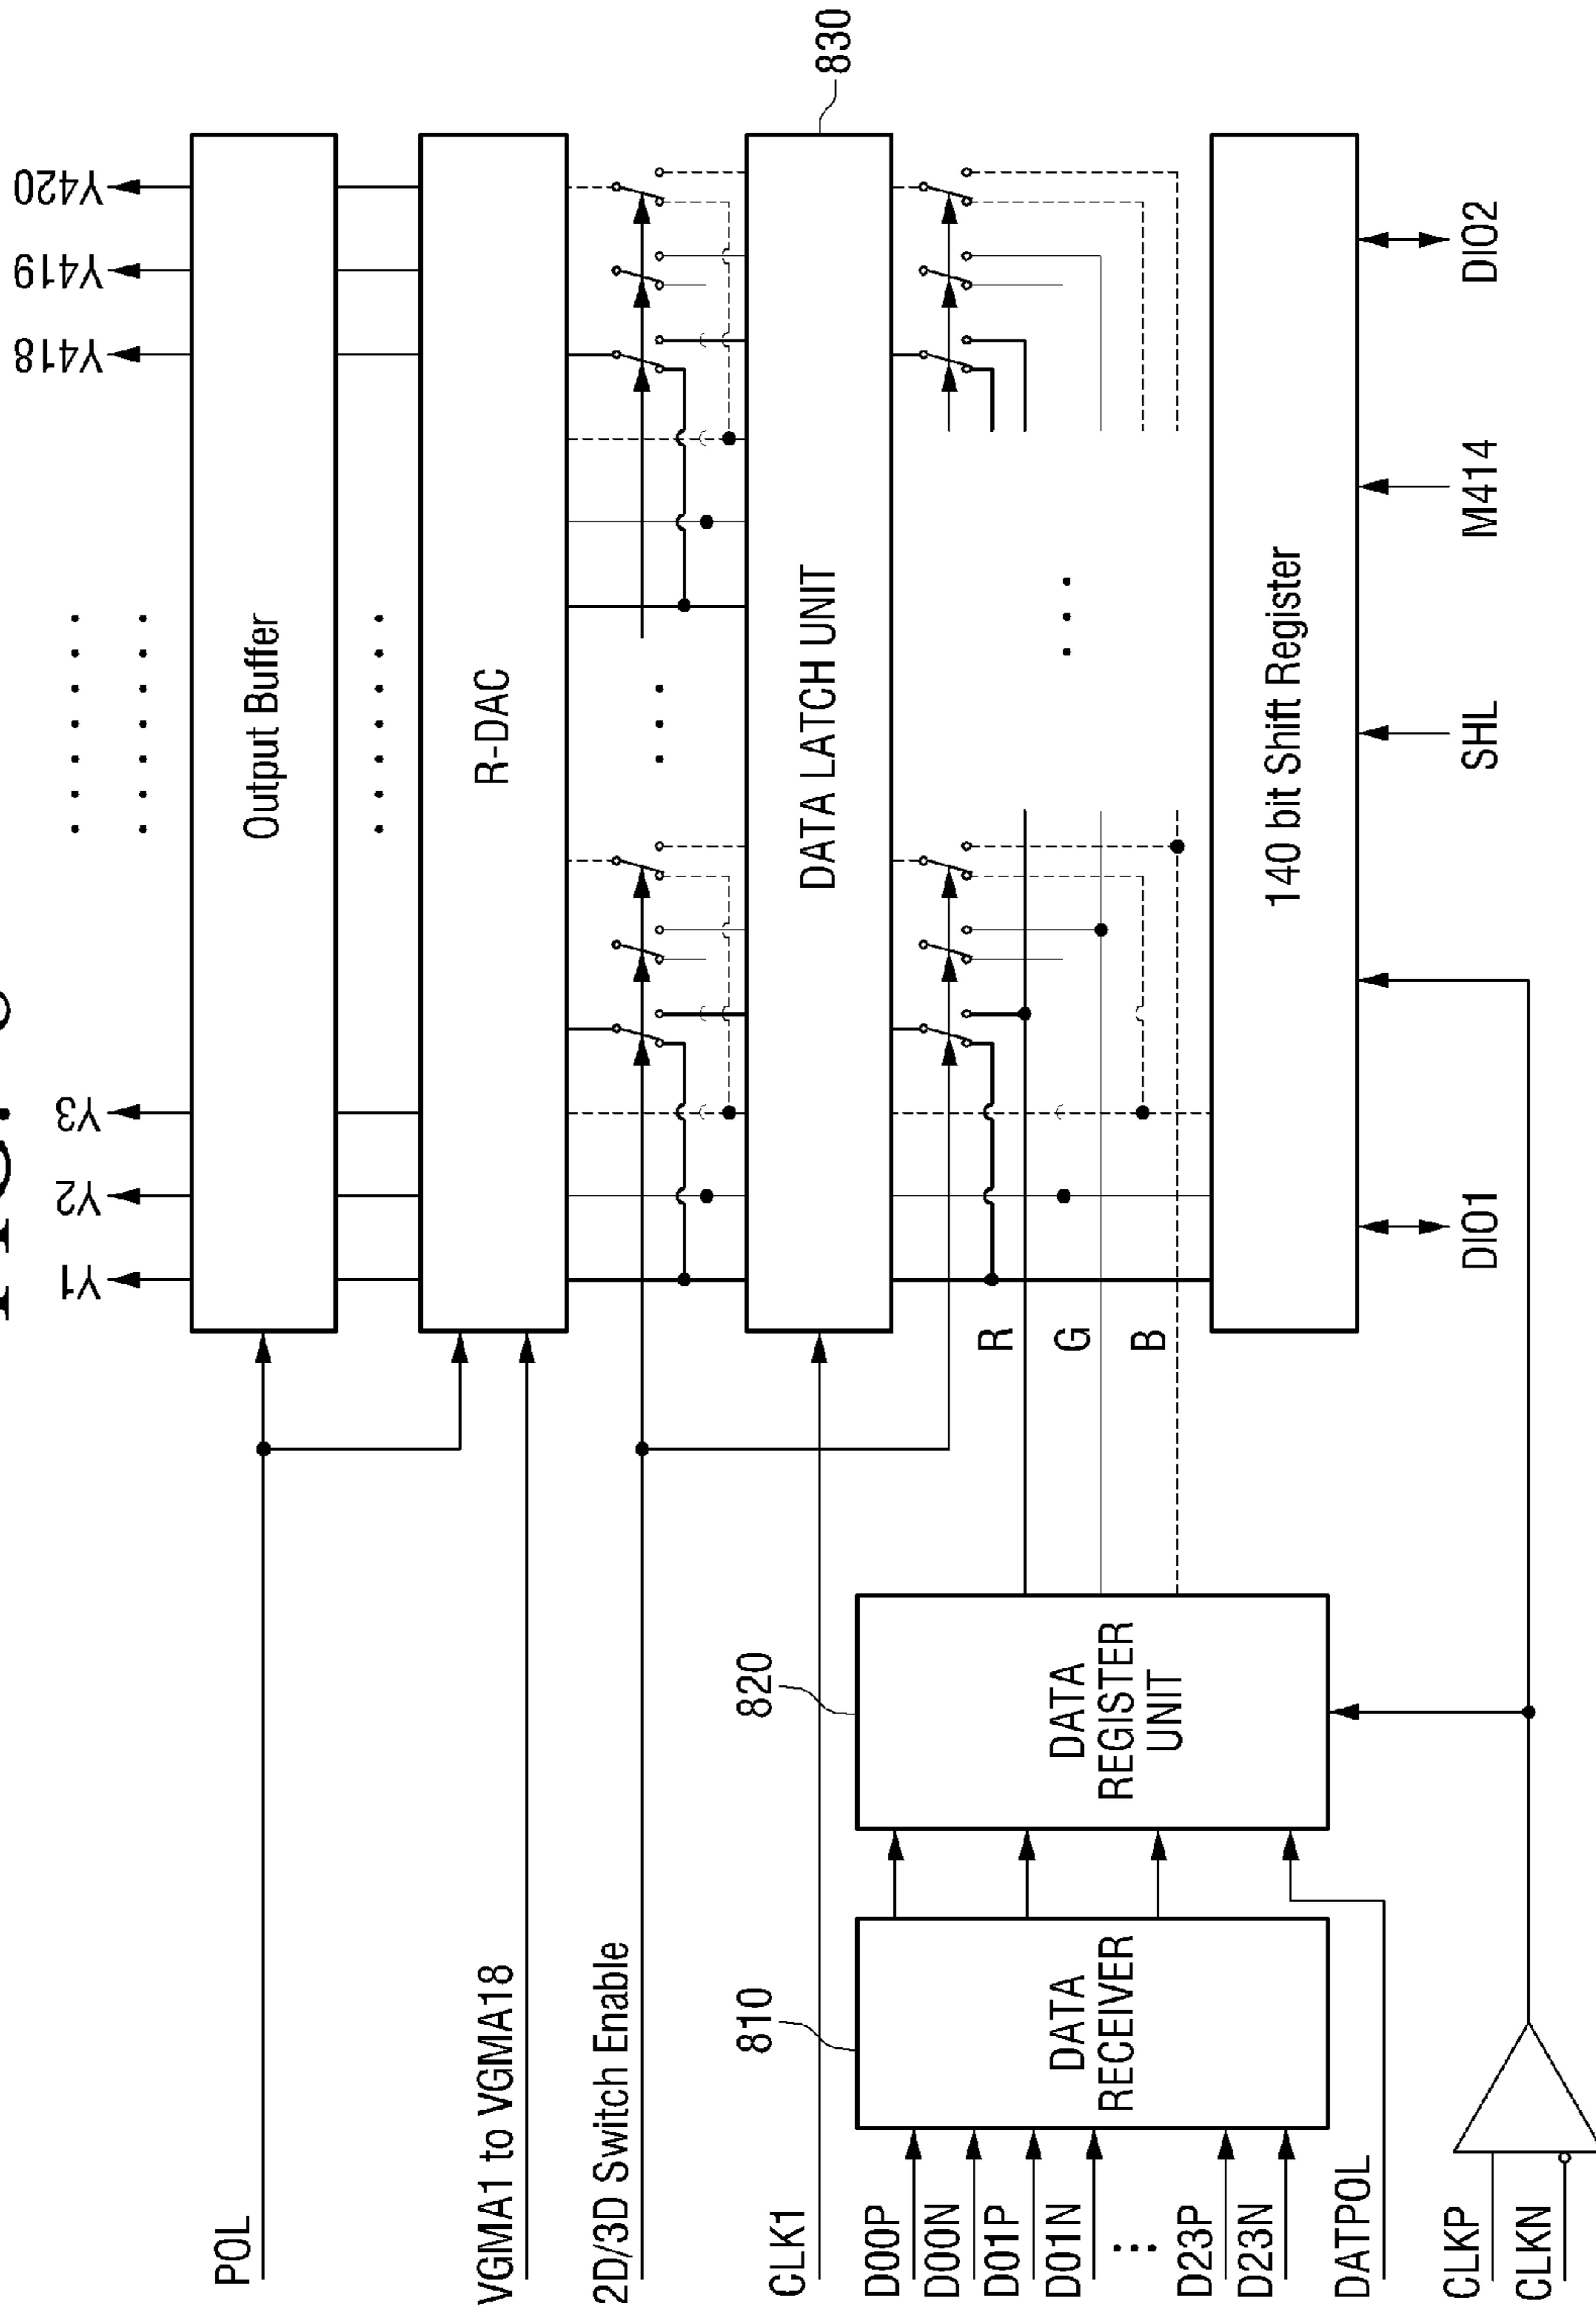 Y1
Y2
Y3
Y418
Y419
Y420
POL
Output Buffer
VGMA1 to VGMA18
R-DAC
2D/3D Switch Enable
CLK1
DATA LATCH UNIT
830
810
820
D00P
D00N
D01P
D01N
D23P
D23N
DATPOL
DATA
RECEIVER
DATA
REGISTER
UNIT
R
G
B
140 bit Shift Register
CLKP
CLKN
DIO1
SHL
M414
DIO2